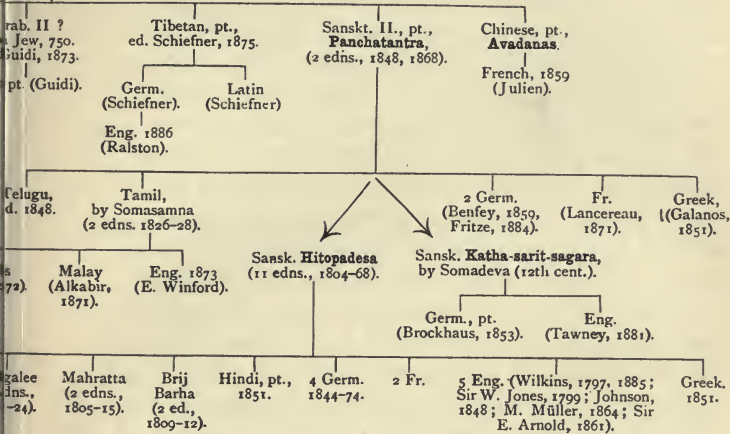 rab. II ?
Jew, 750.
Guidi, 1873.
pt. (Guidi).
Tibetan, pt.,
ed. Schiefner, 1875.
Germ.
(Schiefner).
Latin
(Schiefner)
Eng. 1886
(Ralston).
Sanskt. II., pt.,
Panchatantra,
(2 edns., 1848, 1868).
Chinese, pt.,
Avadanas.
French, 1859
(Julien).
Telugu,
d. 1848.
Tamil,
by Somasamna
(2 edns. 1826-28).
2 Germ.
(Benfey, 1859,
Fritze, 1884).
Fr.
(Lancereau,
1871).
Greek,
(Galanos,
1851).
s
72).
Malay
(Alkabir,
1871).
Eng. 1873
(E. Winford).
Sansk. Hitopadesa
(11 edns., 1804-68).
Sansk. Katha-sarit-sagara,
by Somadeva (12th cent.).
Germ., pt.
(Brockhaus, 1853).
Eng.
(Tawney, 1881).
galee
dns.,
-24).
Mahratta
(2 edns.,
1805-15).
Brij
Barha
(2 ed.,
1809-12).
Hindi, pt.,
1851.
4 Germ.
1844-74.
2 Fr.
5 Eng. (Wilkins, 1797, 1885;
Sir W. Jones, 1799; Johnson,
1848; M. Müller, 1864; Sir
E. Arnold, 1861).
Greek.
1851.